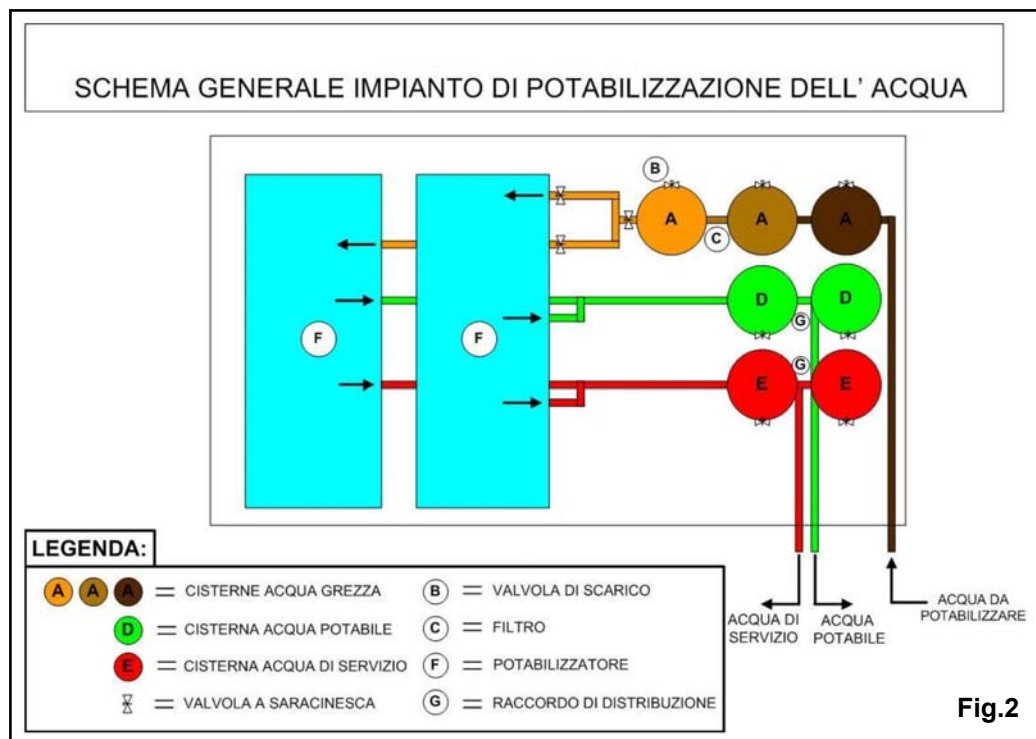 SCHEMA GENERALE IMPIANTO DI POTABILIZZAZIONE DELL' ACQUA
B
A
A
A
C
D
D
G
F
F
G
E
E
LEGENDA:
A A A = CISTERNE ACQUA GREZZA
D = CISTERNA ACQUA POTABILE
E = CISTERNA ACQUA DI SERVIZIO
= VALVOLA A SARACINESCA
B = VALVOLA DI SCARICO
C = FILTRO
F = POTABILIZZATORE
G = RACCORDO DI DISTRIBUZIONE
ACQUA DI
SERVIZIO
ACQUA
POTABILE
ACQUA DA
POTABILIZZARE
Fig.2